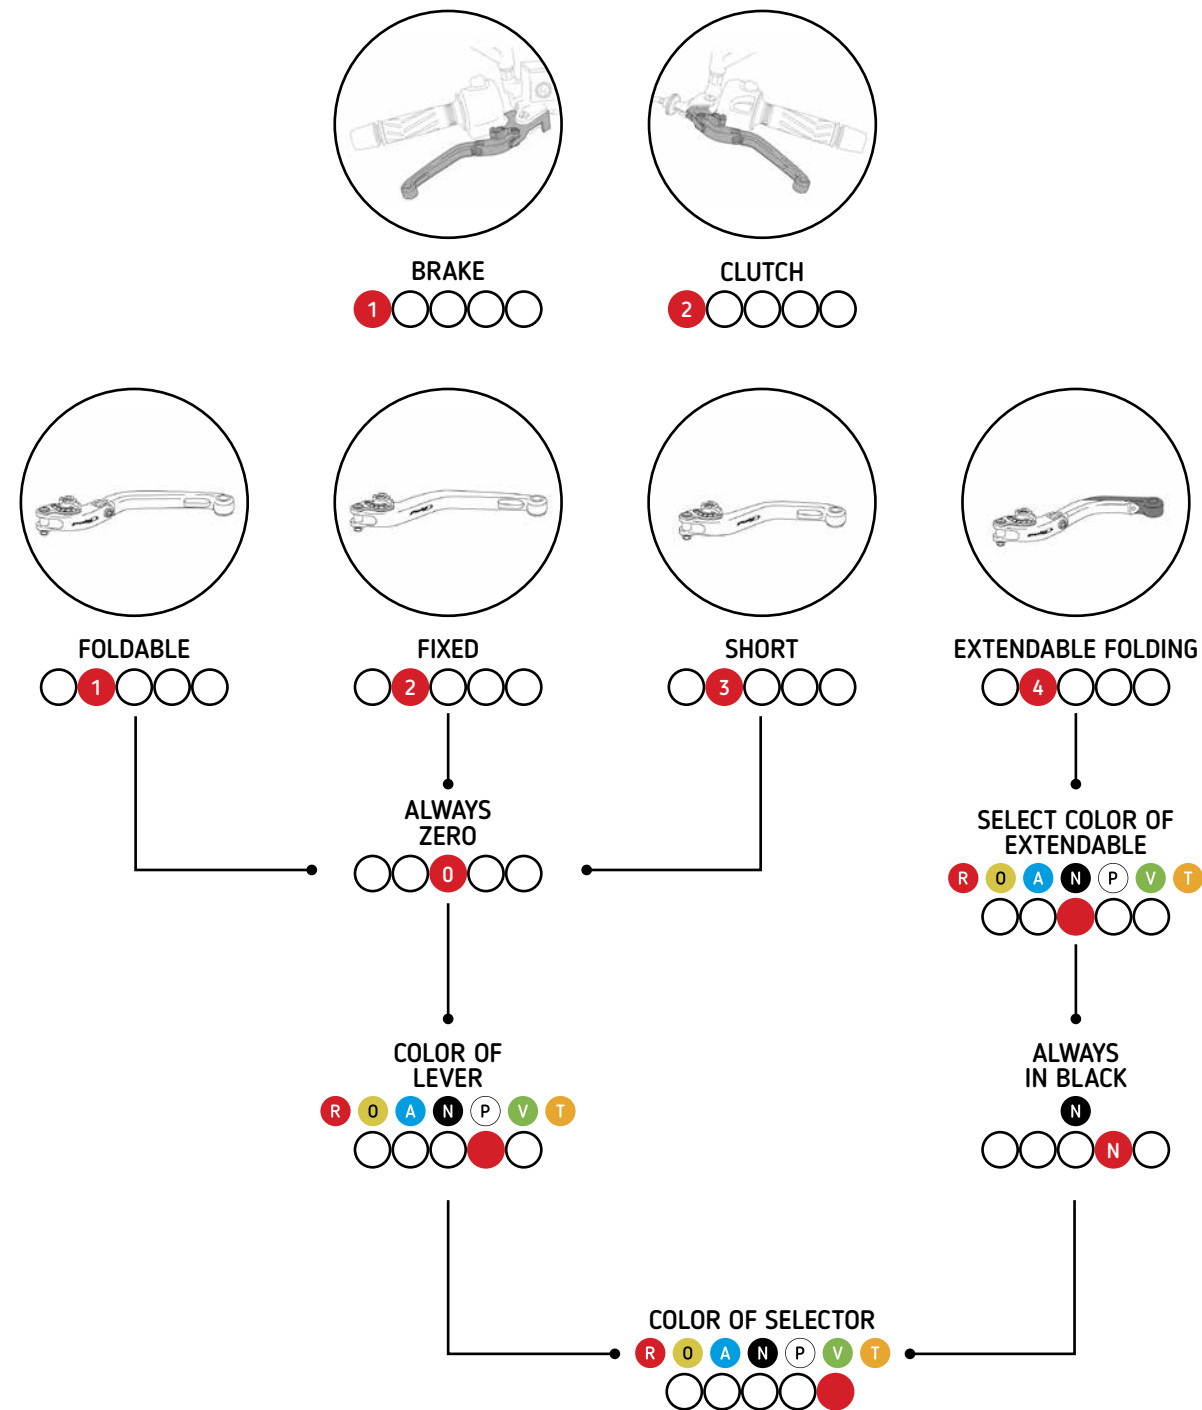 BRAKE
1
CLUTCH
2
FOLDABLE
1
FIXED
2
SHORT
3
EXTENDABLE FOLDING
4
ALWAYS
ZERO
0
SELECT COLOR OF
EXTENDABLE
R O A N P V T
COLOR OF
LEVER
R O A N P V T
ALWAYS
IN BLACK
N
N
COLOR OF SELECTOR
R O A N P V T